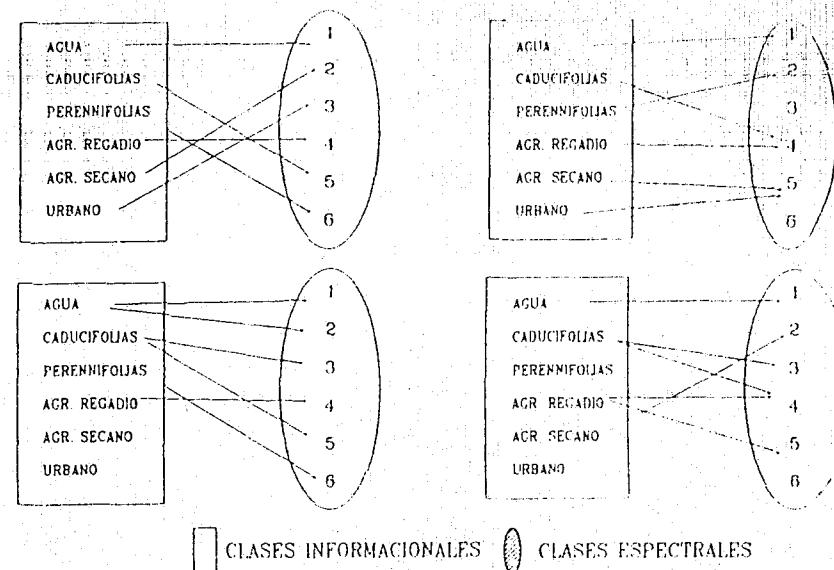 AGUA
CADUCIFOLIAS
PERENNIFOLIAS
AGR. REGADIO
AGR. SECANO
URBANO
1
2
3
4
5
6
AGUA
CADUCIFOLIAS
PERENNIFOLIAS
AGR. REGADIO
AGR SECANO
URBANO
1
2
3
4
5
6
AGUA
CADUCIFOLIAS
PERENNIFOLIAS
AGR. REGADIO
AGR. SECANO
URBANO
1
2
3
4
5
6
AGUA
CADUCIFOLIAS
PERENNIFOLIAS
AGR REGADIO
AGR SECANO
URBANO
1
2
3
4
5
6
CLASES INFORMACIONALES CLASES ESPECTRALES